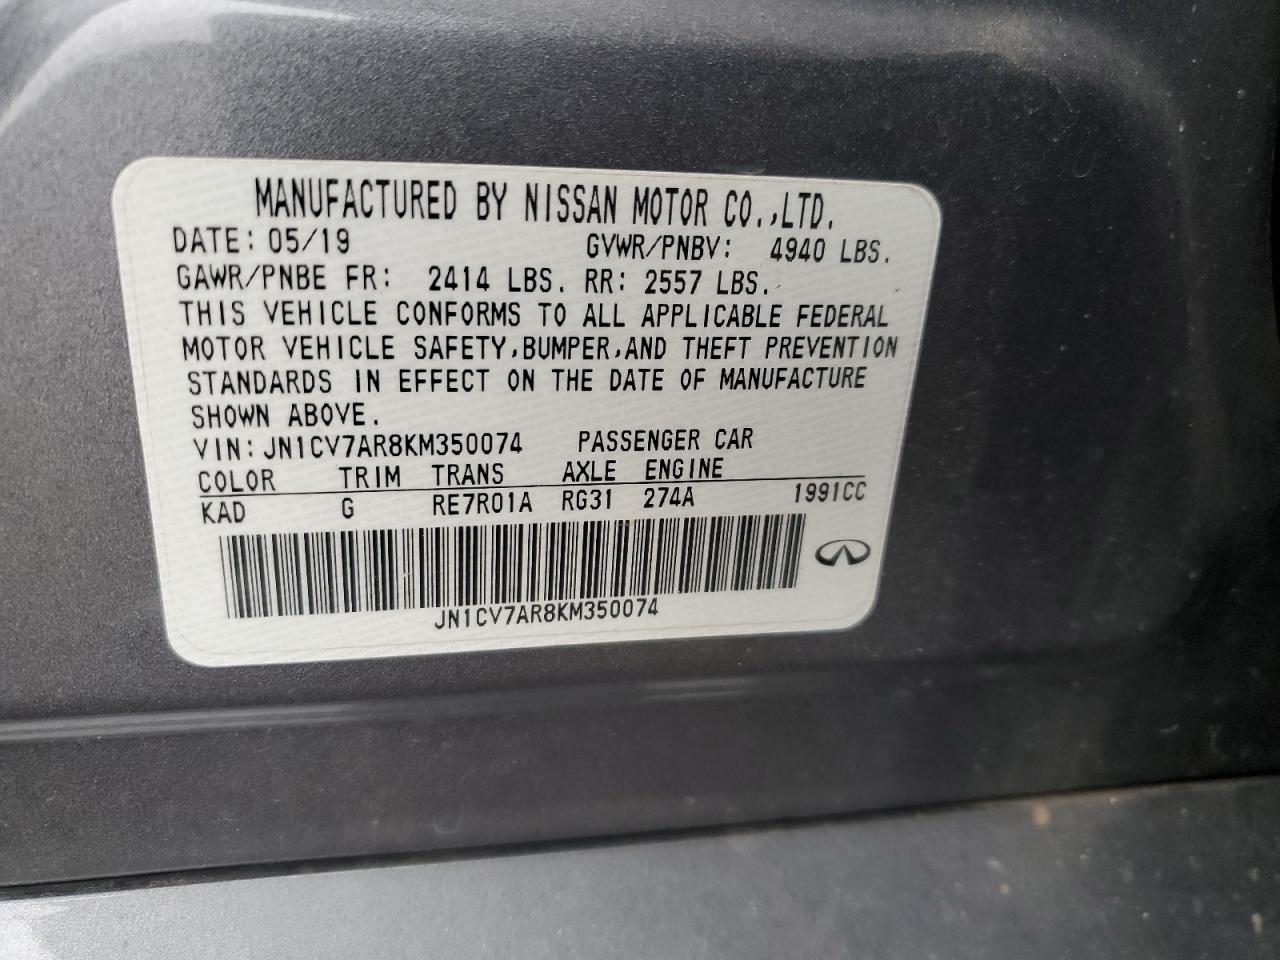 MANUFACTURED BY NISSAN MOTOR CO.,LTD.
DATE: 05/19 GVWR/PNBV: 4940 LBS.
GAWR/PNBE FR: 2414 LBS. RR: 2557 LBS.
THIS VEHICLE CONFORMS TO ALL APPLICABLE FEDERAL
MOTOR VEHICLE SAFETY,BUMPER,AND THEFT PREVENTION
STANDARDS IN EFFECT ON THE DATE OF MANUFACTURE
SHOWN ABOVE.
VIN:JN1CV7AR8KM350074 PASSENGER CAR
COLOR TRIM TRANS AXLE ENGINE
KAD G RE7R01A RG31 274A 1991CC
JN1CV7AR8KM350074